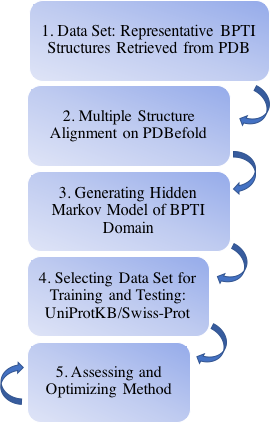 1. Data Set: Representative BPTI
Structures Retrieved from PDB
2. Multiple Structure
Alignment on PDBefold
3. Generating Hidden
Markov Model of BPTI
Domain
4. Selecting Data Set for
Training and Testing:
UniProtKB/Swiss-Prot
5. Assessing and
Optimizing Method